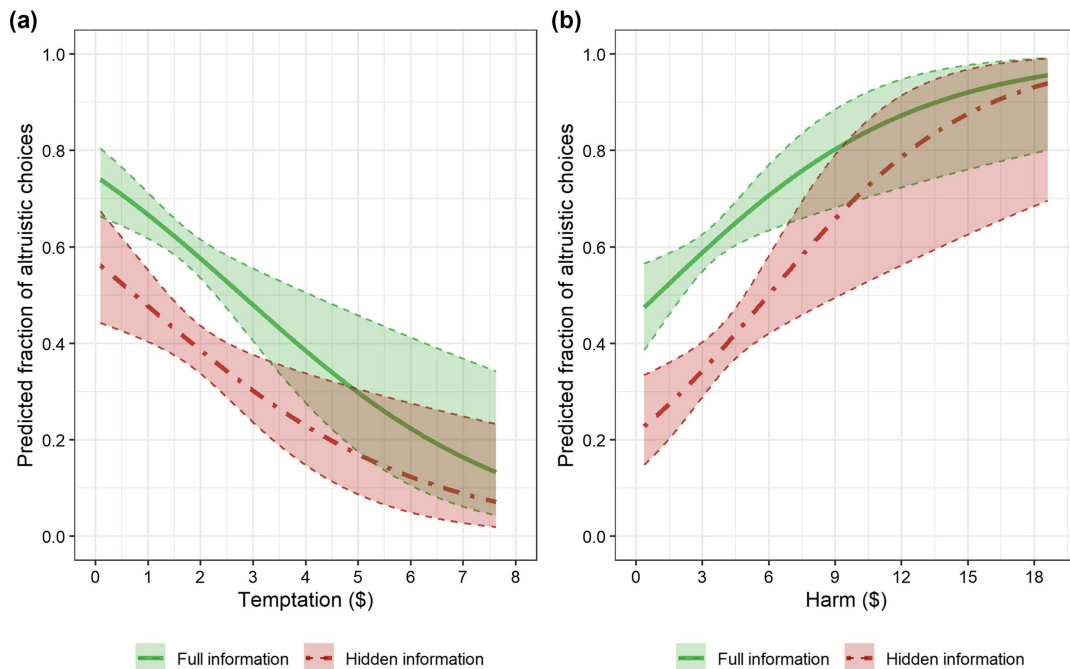 (a)
Predicted fraction of altruistic choices
1.0
0.8
0.6
0.4
0.2
0.0
0 1 2 3 4 5 6 7 8
Temptation ($)
Full information Hidden information
(b)
Predicted fraction of altruistic choices
1.0
0.8
0.6
0.4
0.2
0.0
0 3 6 9 12 15 18
Harm ($)
Full information Hidden information